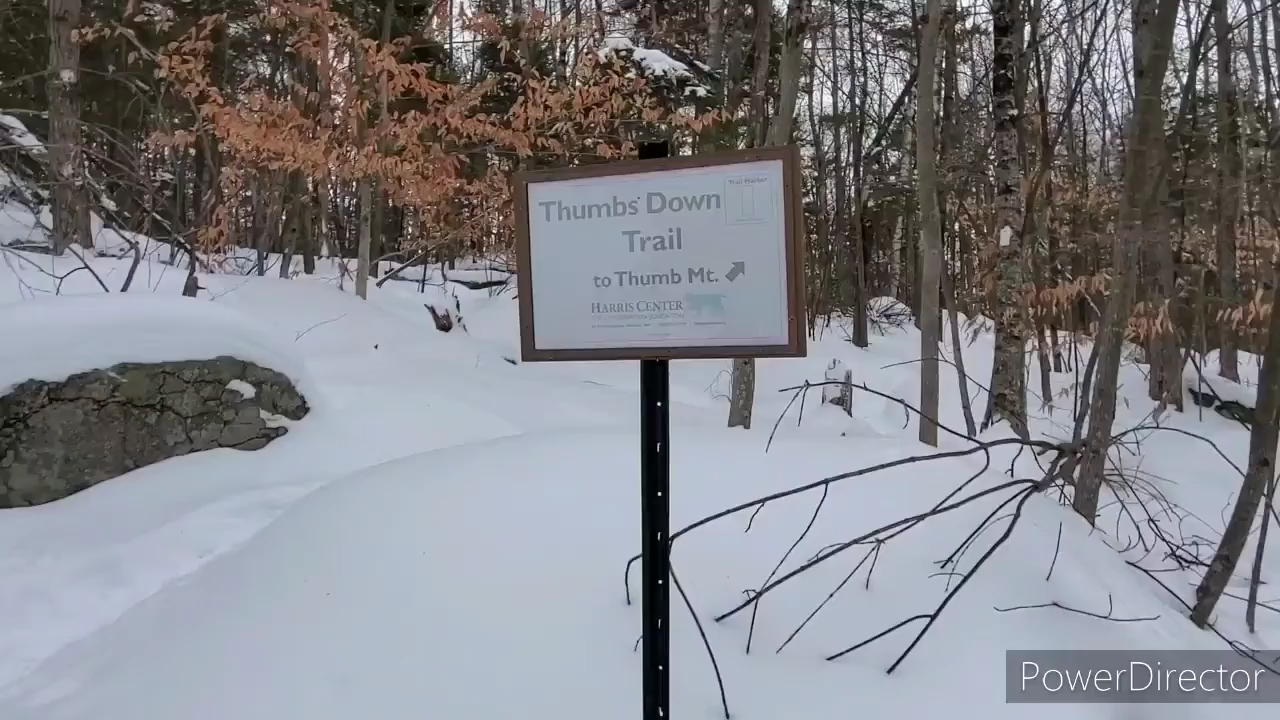 Thumbs Down
Trail Marker
Trail
to Thumb Mt.
HARRIS CENTER
PowerDirector